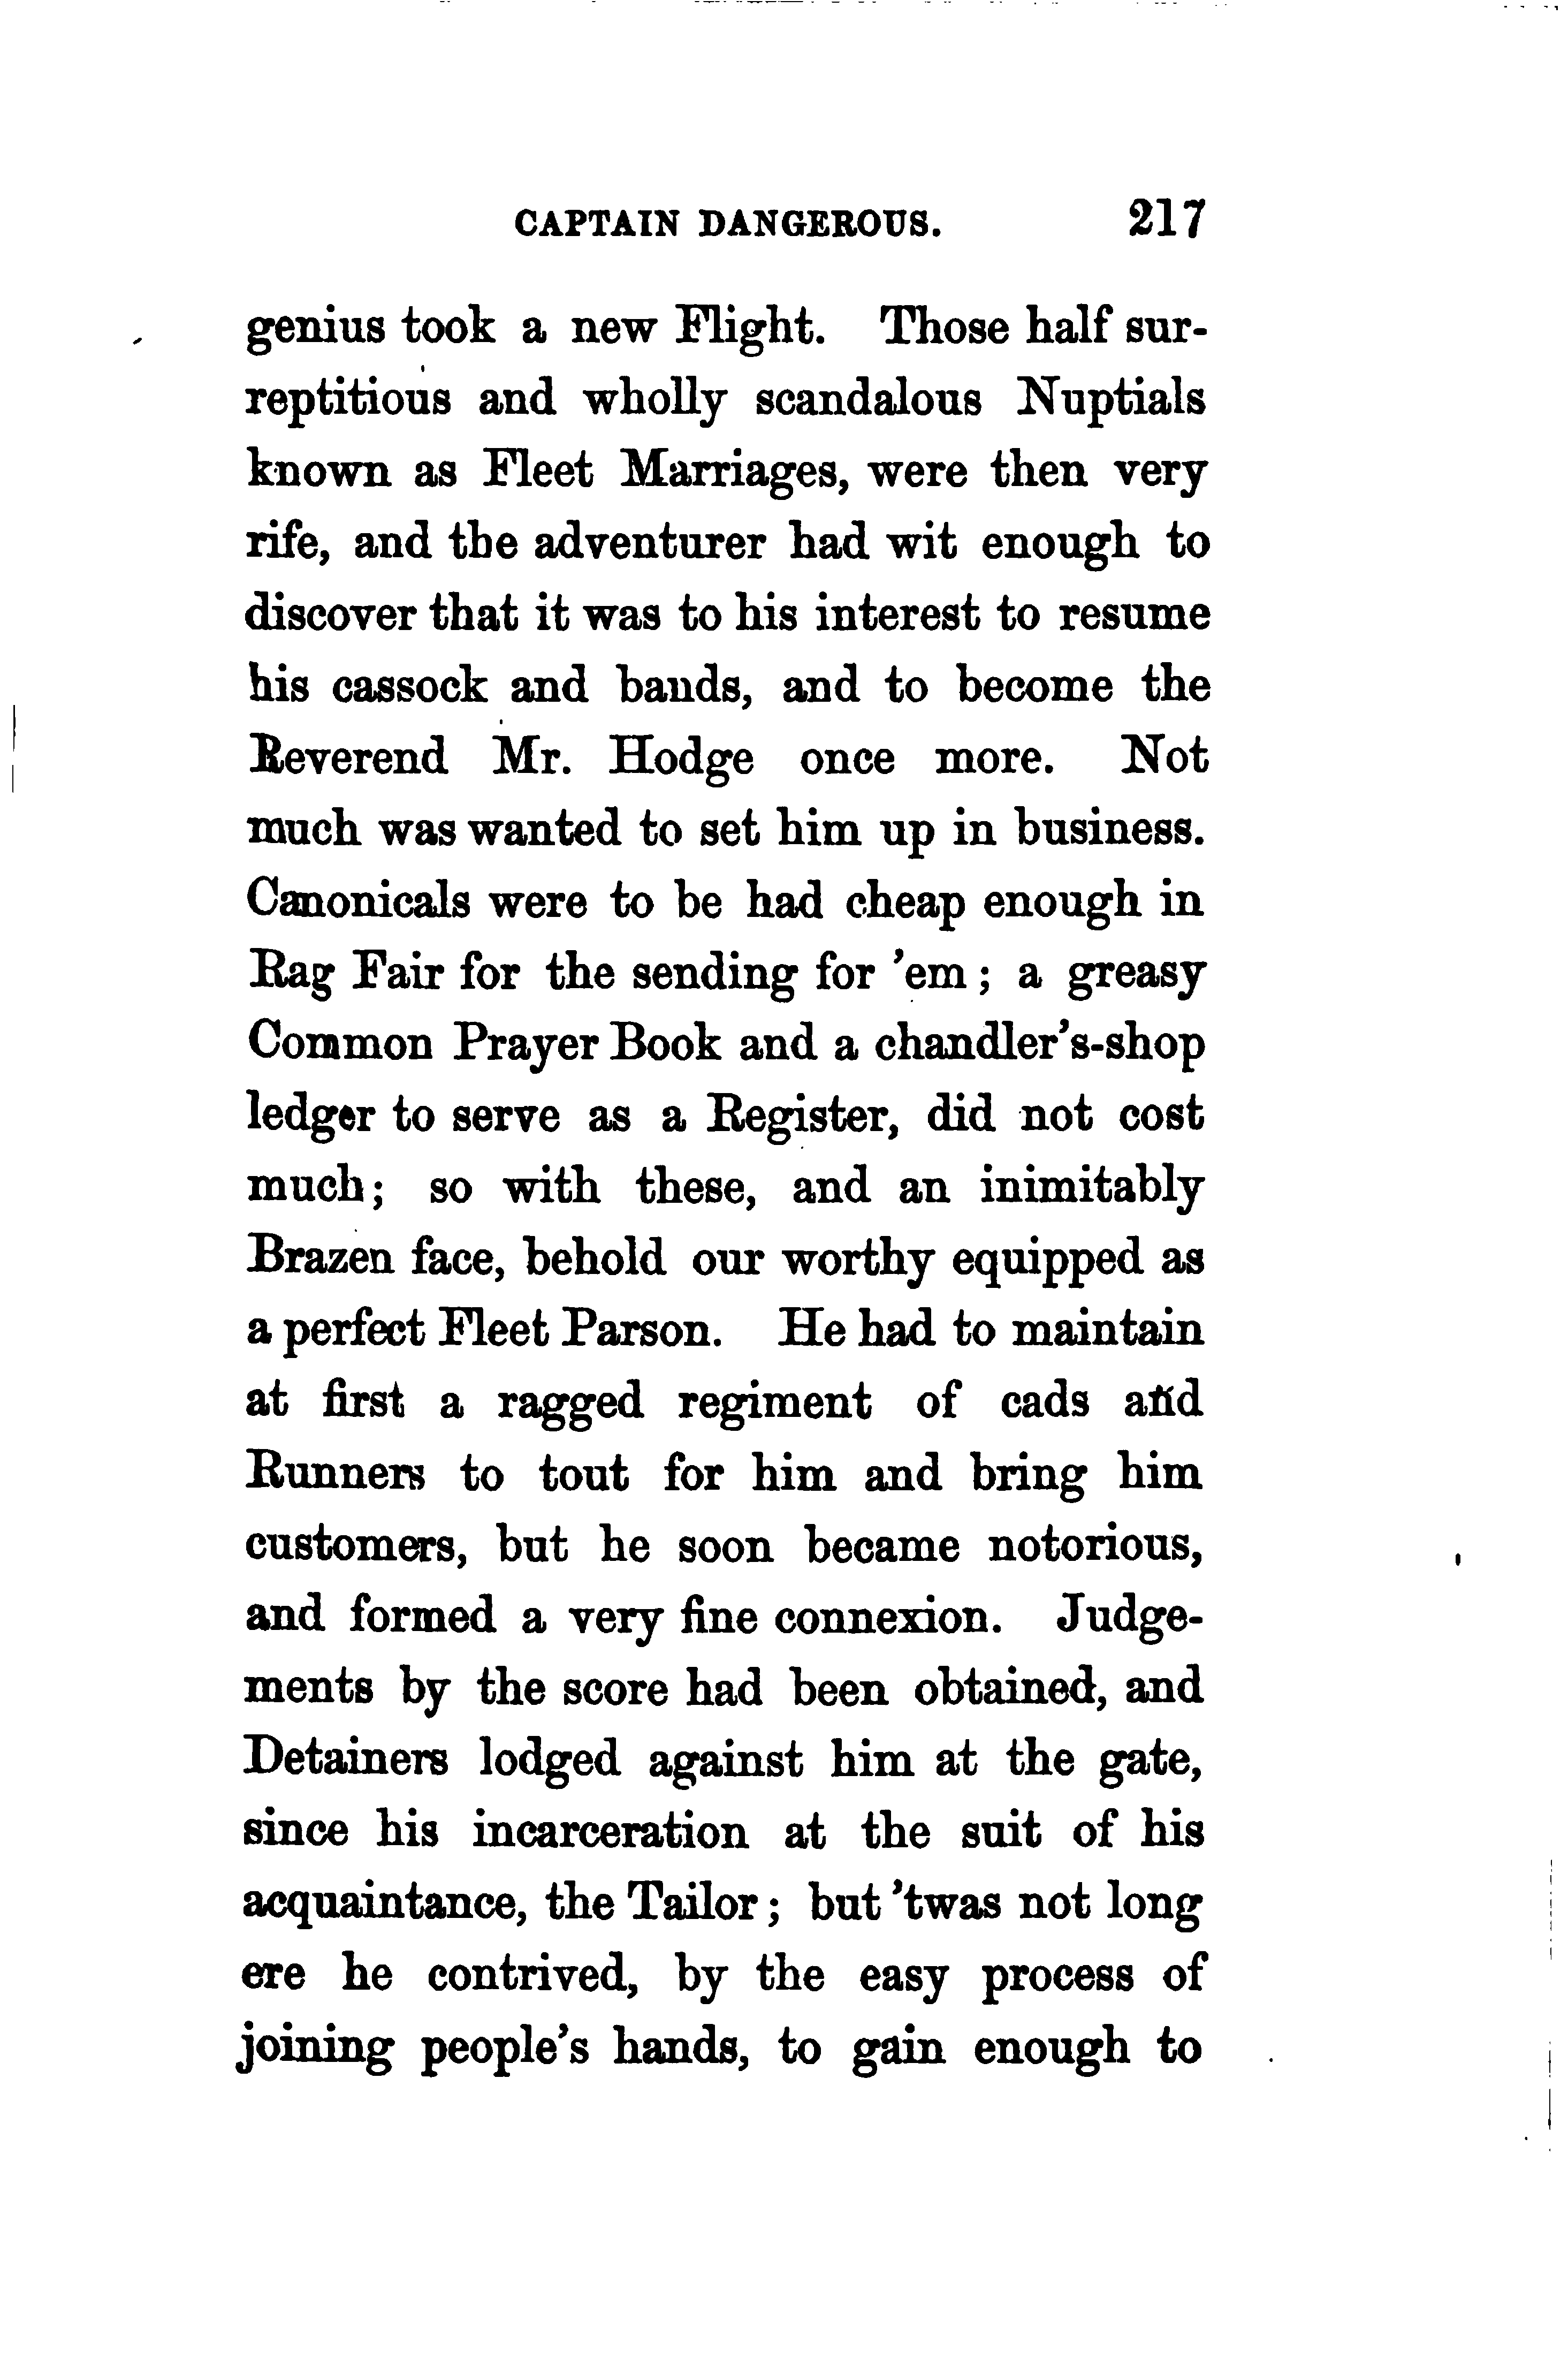 CAPTAIN DANGEROUS. 217
genius took a new Flight. Those half sur-
reptitious and wholly scandalous Nuptials
known as Fleet Marriages, were then very
rife, and the adventurer had wit enough to
discover that it was to his interest to resume
his cassock and bands, and to become the
Reverend Mr. Hodge once more. Not
much was wanted to set him up in business.
Canonicals were to be had cheap enough in
Rag Fair for the sending for 'em; a greasy
Common Prayer Book and a chandler's-shop
ledger to serve as a Register, did not cost
much; so with these, and an inimitably
Brazen face, behold our worthy equipped as
a perfect Fleet Parson. He had to maintain
at first a ragged regiment of cads and
Runners to tout for him and bring him
customers, but he soon became notorious,
and formed a very fine connexion. Judge-
ments by the score had been obtained, and
Detainers lodged against him at the gate,
since his incarceration at the suit of his
acquaintance, the Tailor; but 'twas not long
ere he contrived, by the easy process of
joining people's hands, to gain enough to